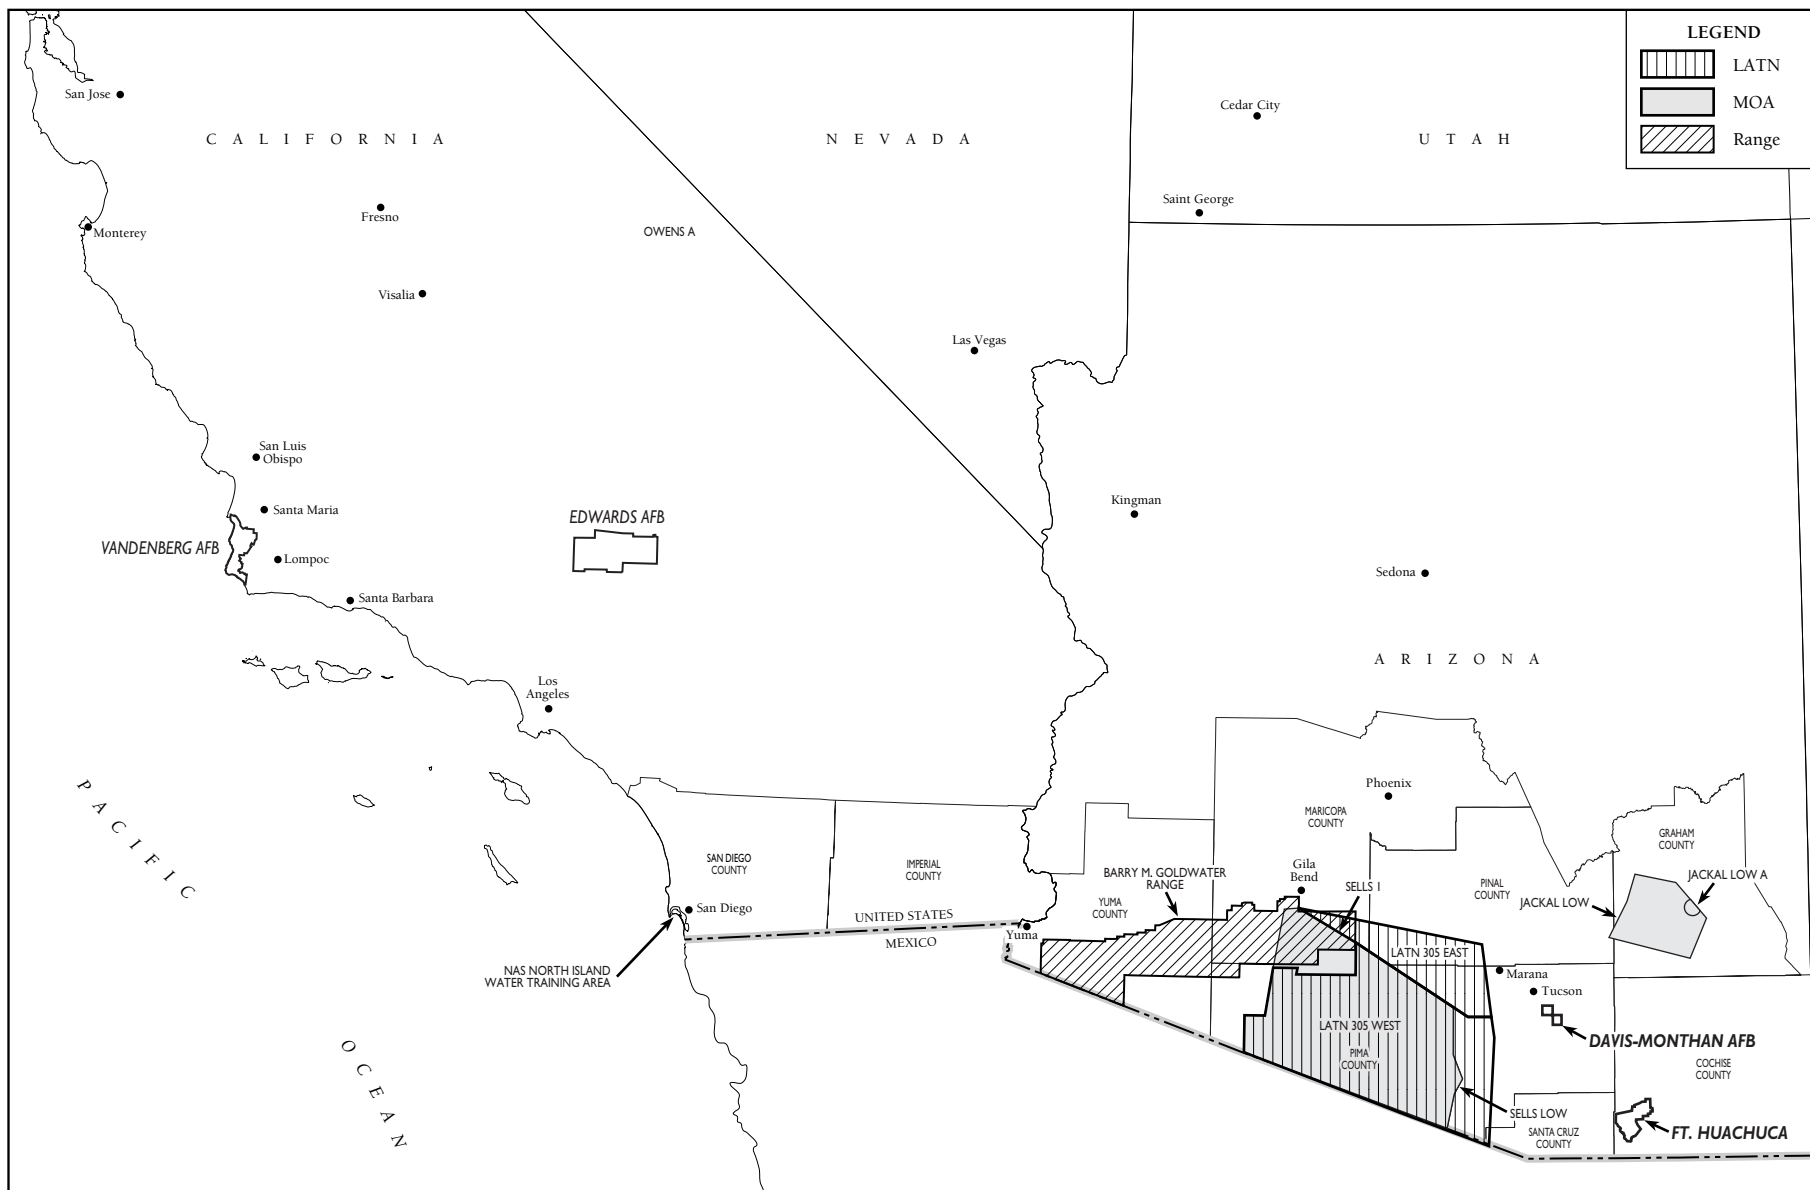 LEGEND
LATN
MOA
Range
San Jose
CALIFORNIA
NEVADA
Cedar City
UTAH
Fresno
Monterey
OWENS A
Saint George
Visalia
Las Vegas
San Luis
Obispo
Santa Maria
VANDENBERG AFB
Lompoc
EDWARDS AFB
Kingman
Santa Barbara
Sedona
ARIZONA
Los
Angeles
PACIFIC
OCEAN
Phoenix
MARICOPA
COUNTY
GRAHAM
COUNTY
SAN DIEGO
COUNTY
IMPERIAL
COUNTY
BARRY M. GOLDWATER
RANGE
YUMA
COUNTY
Gila
Bend
SELLS 1
PINAL
COUNTY
JACKAL LOW A
JACKAL LOW
San Diego
UNITED STATES
MEXICO
Yuma
NAS NORTH ISLAND
WATER TRAINING AREA
LATN 305 EAST
Marana
Tucson
LATN 305 WEST
PIMA
COUNTY
DAVIS-MONTHAN AFB
COCHISE
COUNTY
SELLS LOW
SANTA CRUZ
COUNTY
FT. HUACHUCA